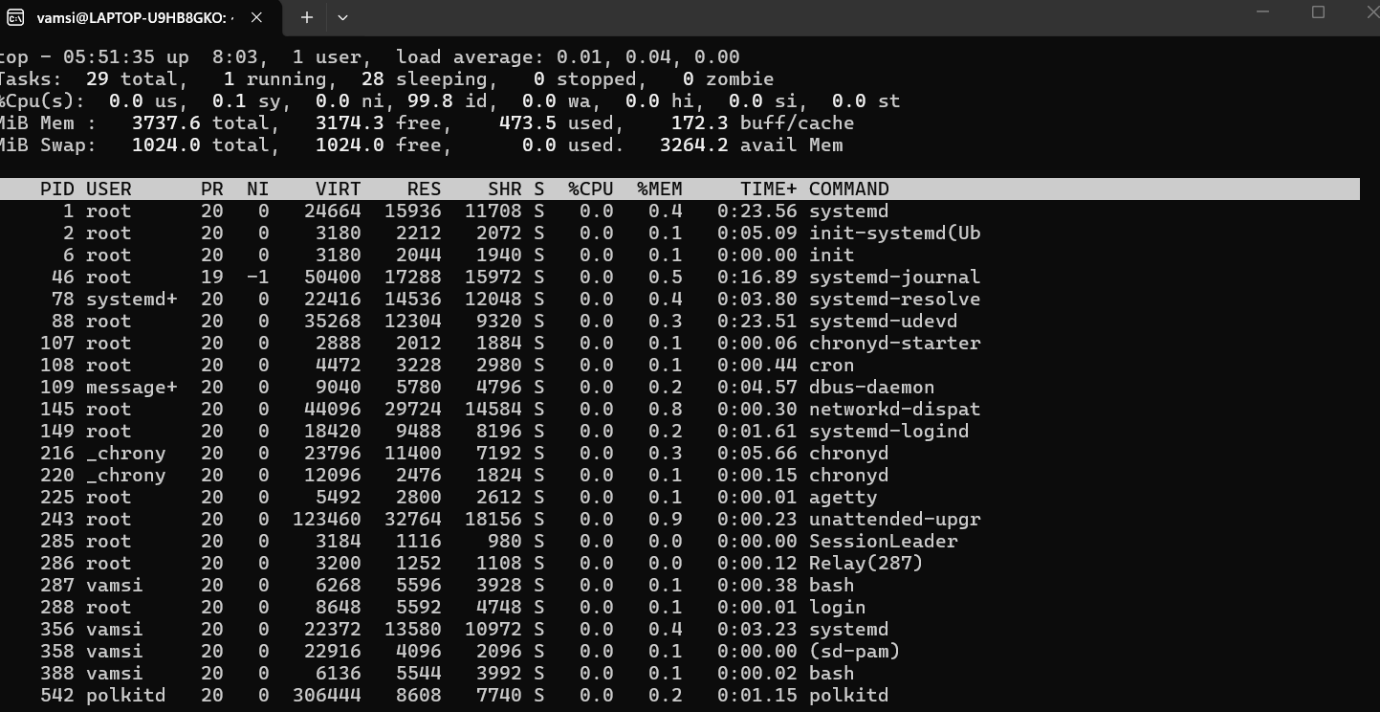 vamsi@LAPTOP-U9HB8GKO: ·
top - 05:51:35 up  8:03,  1 user,  load average: 0.01, 0.04, 0.00
Tasks:  29 total,   1 running,  28 sleeping,   0 stopped,   0 zombie
%Cpu(s):  0.0 us,  0.1 sy,  0.0 ni, 99.8 id,  0.0 wa,  0.0 hi,  0.0 si,  0.0 st
MiB Mem :   3737.6 total,   3174.3 free,    473.5 used,    172.3 buff/cache
MiB Swap:   1024.0 total,   1024.0 free,      0.0 used.   3264.2 avail Mem
PID USER      PR  NI    VIRT    RES    SHR S  %CPU  %MEM     TIME+ COMMAND
1 root      20   0   24664  15936  11708 S   0.0   0.4   0:23.56 systemd
2 root      20   0    3180   2212   2072 S   0.0   0.1   0:05.09 init-systemd(Ub
6 root      20   0    3180   2044   1940 S   0.0   0.1   0:00.00 init
46 root      19  -1   50400  17288  15972 S   0.0   0.5   0:16.89 systemd-journal
78 systemd+  20   0   22416  14536  12048 S   0.0   0.4   0:03.80 systemd-resolve
88 root      20   0   35268  12304   9320 S   0.0   0.3   0:23.51 systemd-udevd
107 root      20   0    2888   2012   1884 S   0.0   0.1   0:00.06 chronyd-starter
108 root      20   0    4472   3228   2980 S   0.0   0.1   0:00.44 cron
109 message+  20   0    9040   5780   4796 S   0.0   0.2   0:04.57 dbus-daemon
145 root      20   0   44096  29724  14584 S   0.0   0.8   0:00.30 networkd-dispat
149 root      20   0   18420   9488   8196 S   0.0   0.2   0:01.61 systemd-logind
216 _chrony   20   0   23796  11400   7192 S   0.0   0.3   0:05.66 chronyd
220 _chrony   20   0   12096   2476   1824 S   0.0   0.1   0:00.15 chronyd
225 root      20   0    5492   2800   2612 S   0.0   0.1   0:00.01 agetty
243 root      20   0  123460  32764  18156 S   0.0   0.9   0:00.23 unattended-upgr
285 root      20   0    3184   1116    980 S   0.0   0.0   0:00.00 SessionLeader
286 root      20   0    3200   1252   1108 S   0.0   0.0   0:00.12 Relay(287)
287 vamsi     20   0    6268   5596   3928 S   0.0   0.1   0:00.38 bash
288 root      20   0    8648   5592   4748 S   0.0   0.1   0:00.01 login
356 vamsi     20   0   22372  13580  10972 S   0.0   0.4   0:03.23 systemd
358 vamsi     20   0   22916   4096   2096 S   0.0   0.1   0:00.00 (sd-pam)
388 vamsi     20   0    6136   5544   3992 S   0.0   0.1   0:00.02 bash
542 polkitd   20   0  306444   8608   7740 S   0.0   0.2   0:01.15 polkitd